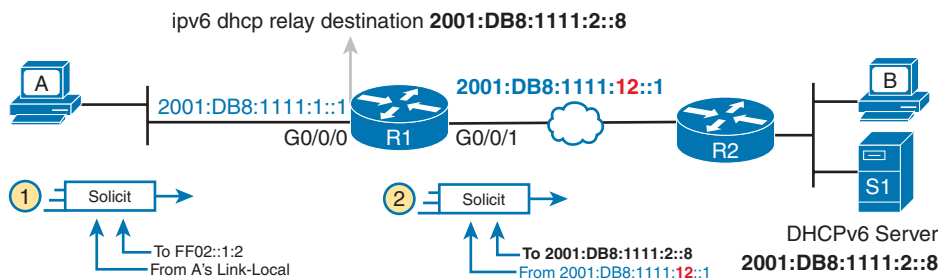 ipv6 dhcp relay destination 2001:DB8:1111:2::8
A
2001:DB8:1111:1::1
2001:DB8:1111:12::1
B
G0/0/0
R1
G0/0/1
R2
S1
1
Solicit
To FF02::1:2
From A's Link-Local
2
Solicit
To 2001:DB8:1111:2::8
From 2001:DB8:1111:12::1
DHCPv6 Server
2001:DB8:1111:2::8